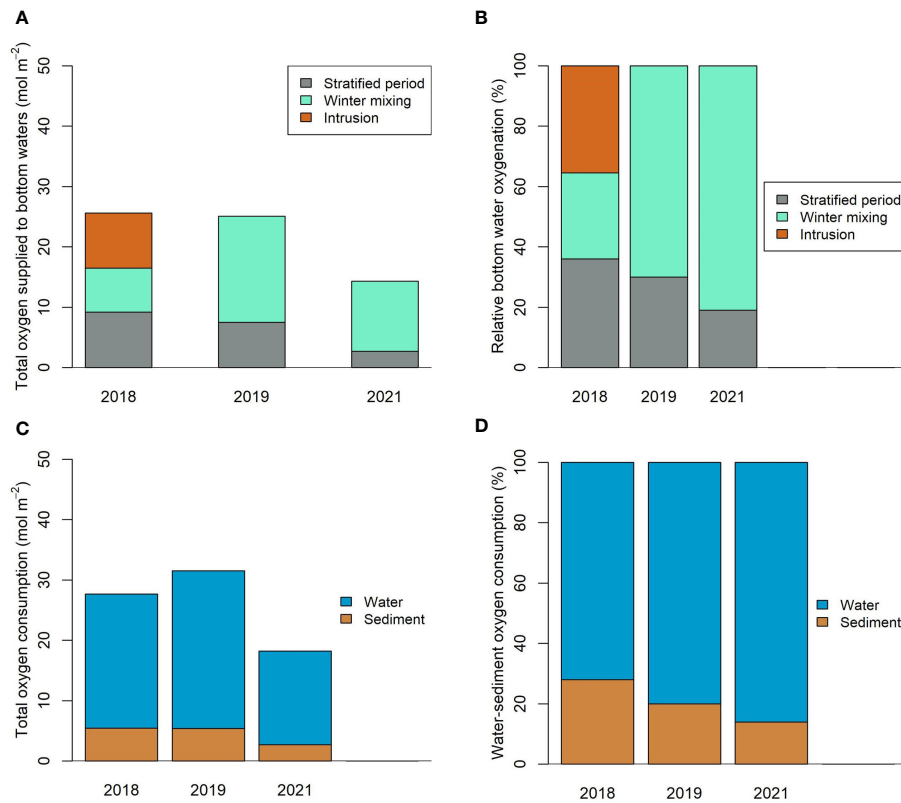 A
Total oxygen supplied to bottom waters (mol m⁻²)
50
40
30
20
10
0
Stratified period
Winter mixing
Intrusion
2018 2019 2021
B
Relative bottom water oxygenation (%)
100
80
60
40
20
0
Stratified period
Winter mixing
Intrusion
2018 2019 2021
C
Total oxygen consumption (mol m⁻²)
50
40
30
20
10
0
Water
Sediment
2018 2019 2021
D
Water-sediment oxygen consumption (%)
100
80
60
40
20
0
Water
Sediment
2018 2019 2021